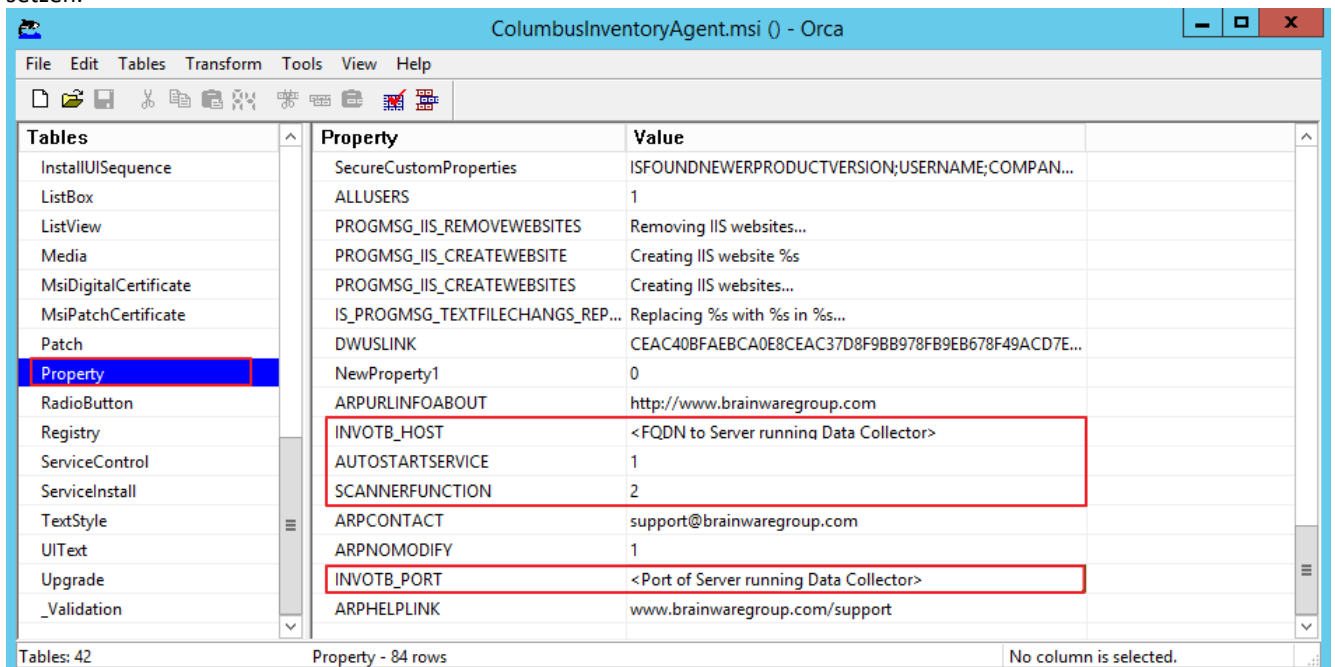 setzen.
ColumbusInventoryAgent.msi () - Orca
File Edit Tables Transform Tools View Help
Tables Property Value
InstallUISequence SecureCustomProperties ISFOUNDNEWERPRODUCTVERSION;USERNAME;COMPAN...
ListBox ALLUSERS 1
ListView PROGMSG_IIS_REMOVEWEBSITES Removing IIS websites...
Media PROGMSG_IIS_CREATEWEBSITE Creating IIS website %s
MsiDigitalCertificate PROGMSG_IIS_CREATEWEBSITES Creating IIS websites...
MsiPatchCertificate IS_PROGMSG_TEXTFILECHANGS_REP... Replacing %s with %s in %s...
Patch DWUSLINK CEAC40BFAEBCA0E8CEAC37D8F9BB978FB9EB678F49ACD7E...
Property NewProperty1 0
RadioButton ARPURLINFOABOUT http://www.brainwaregroup.com
Registry INVOTB_HOST <FQDN to Server running Data Collector>
ServiceControl AUTOSTARTSERVICE 1
ServiceInstall SCANNERFUNCTION 2
TextStyle ARPCONTACT support@brainwaregroup.com
UIText ARPNOMODIFY 1
Upgrade INVOTB_PORT <Port of Server running Data Collector>
_Validation ARPHELPLINK www.brainwaregroup.com/support
Tables: 42 Property - 84 rows No column is selected.